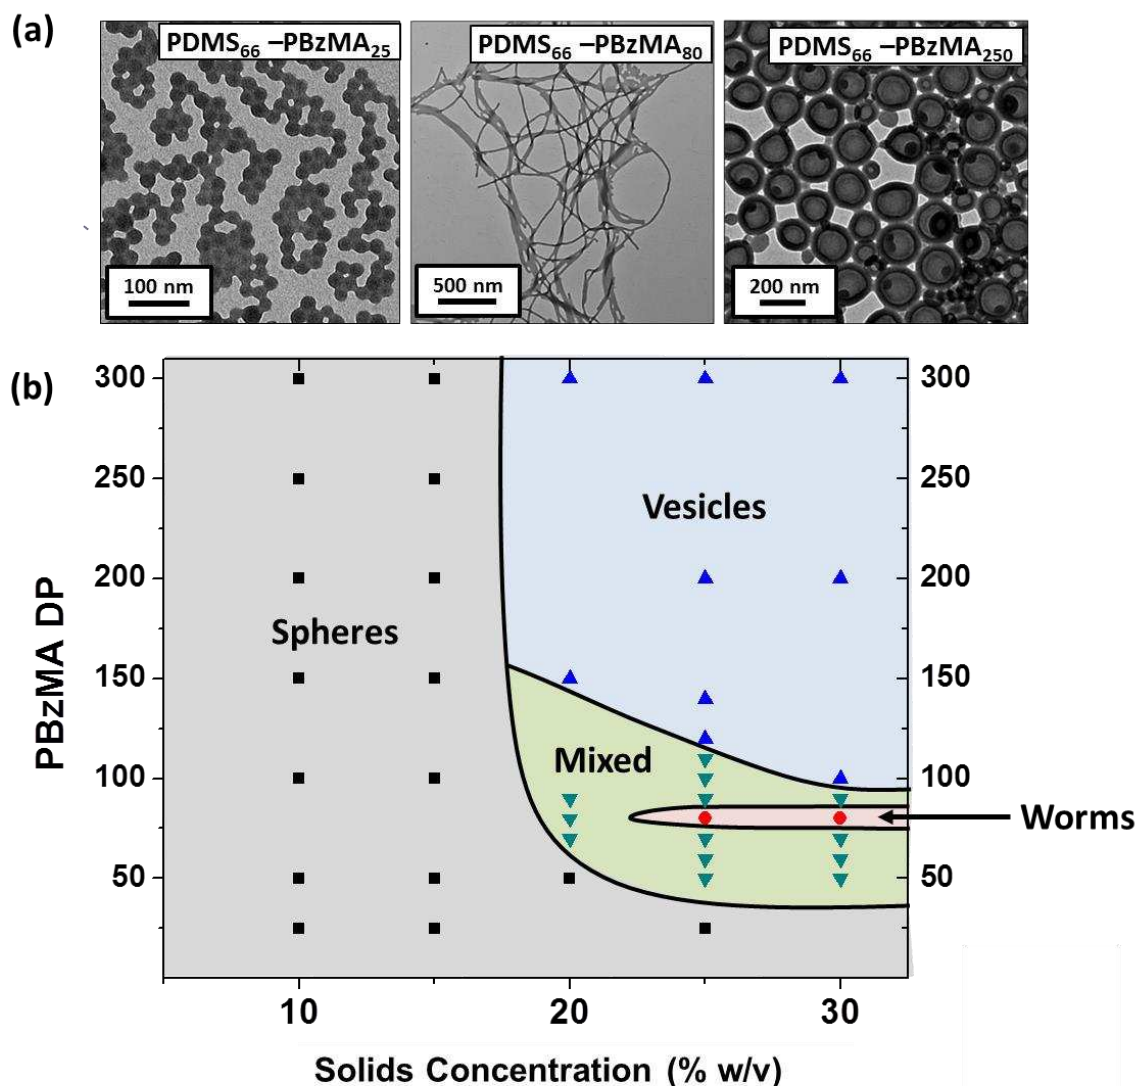 (a)
PDMS66 –PBzMA25
PDMS66 –PBzMA80
PDMS66 –PBzMA250
100 nm
500 nm
200 nm
(b)
300
300
250
250
200
200
150
150
100
100
50
50
PBzMA DP
Vesicles
Spheres
Mixed
Worms
10
20
30
Solids Concentration (% w/v)